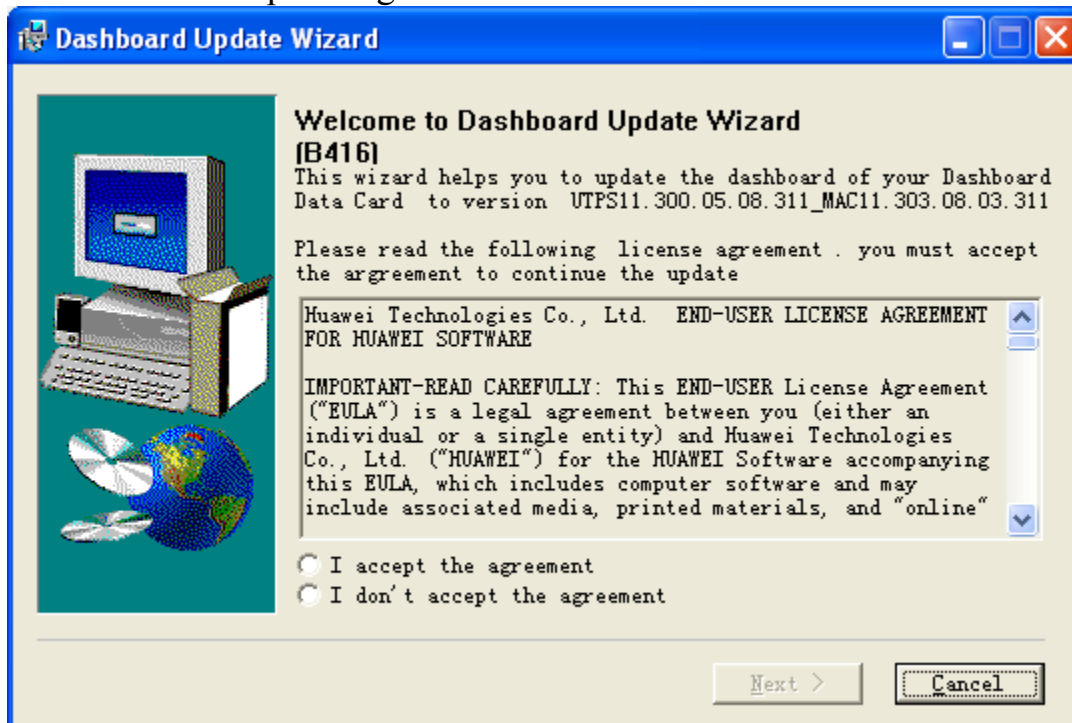 Dashboard Update Wizard
Welcome to Dashboard Update Wizard
(B416)
This wizard helps you to update the dashboard of your Dashboard
Data Card to version UTPS11.300.05.08.311_MAC11.303.08.03.311
Please read the following license agreement . you must accept
the argreement to continue the update
Huawei Technologies Co., Ltd. END-USER LICENSE AGREEMENT
FOR HUAWEI SOFTWARE
IMPORTANT-READ CAREFULLY: This END-USER License Agreement
("EULA") is a legal agreement between you (either an
individual or a single entity) and Huawei Technologies
Co., Ltd. ("HUAWEI") for the HUAWEI Software accompanying
this EULA, which includes computer software and may
include associated media, printed materials, and "online"
I accept the agreement
I don't accept the agreement
Next >
Cancel